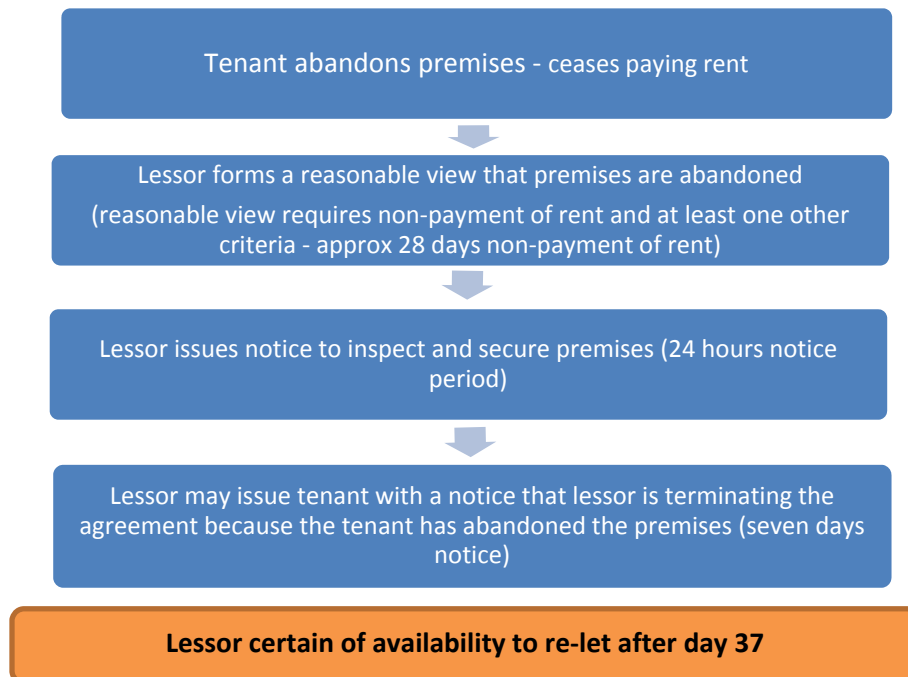 Tenant abandons premises - ceases paying rent
Lessor forms a reasonable view that premises are abandoned
(reasonable view requires non-payment of rent and at least one other
criteria - approx 28 days non-payment of rent)
Lessor issues notice to inspect and secure premises (24 hours notice
period)
Lessor may issue tenant with a notice that lessor is terminating the
agreement because the tenant has abandoned the premises (seven days
notice)
Lessor certain of availability to re-let after day 37